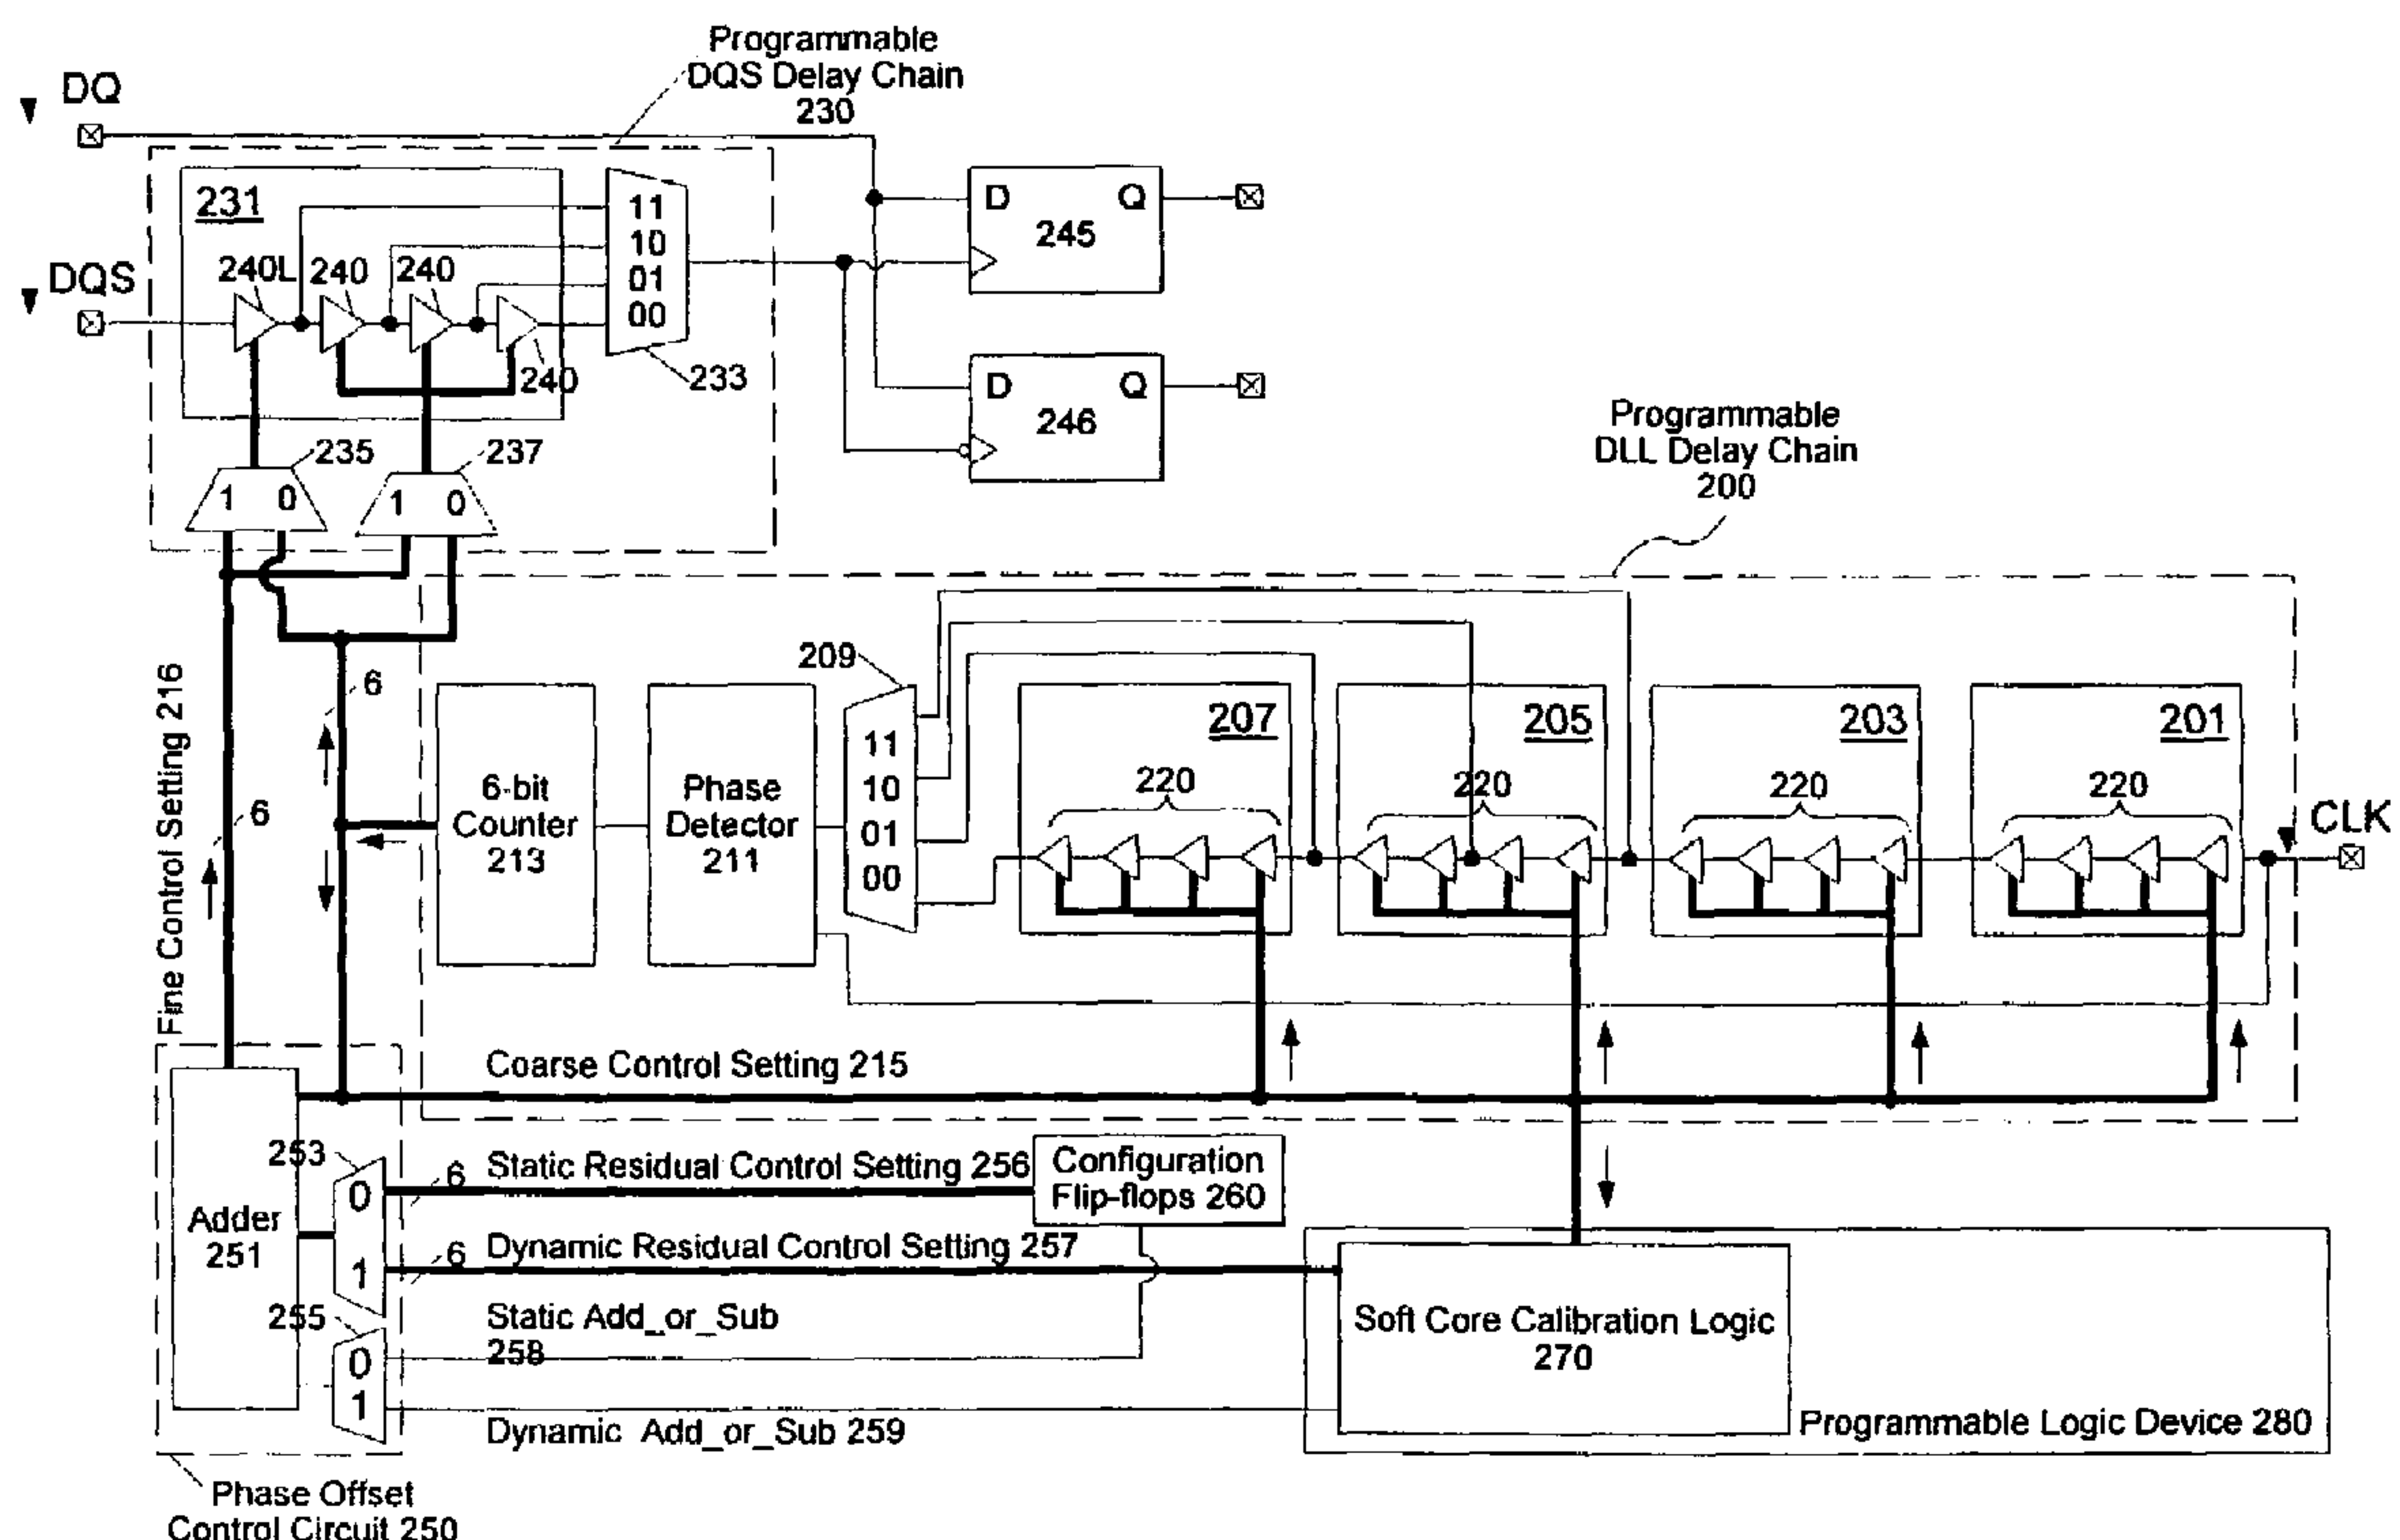 Programmable
DQS Delay Chain
230
DQ
DQS
231
240L
240
240
240
11
10
01
00
233
D Q
245
D Q
246
235
237
1 0
1 0
Programmable
DLL Delay Chain
200
Fine Control Setting 216
6
6
6-bit
Counter
213
Phase
Detector
211
209
11
10
01
00
207
220
205
220
203
220
201
220
CLK
Coarse Control Setting 215
Adder
251
253
0
1
255
0
1
6
Static Residual Control Setting 256
Configuration
Flip-flops 260
6
Dynamic Residual Control Setting 257
Static Add_or_Sub
258
Dynamic Add_or_Sub 259
Soft Core Calibration Logic
270
Programmable Logic Device 280
Phase Offset
Control Circuit 250